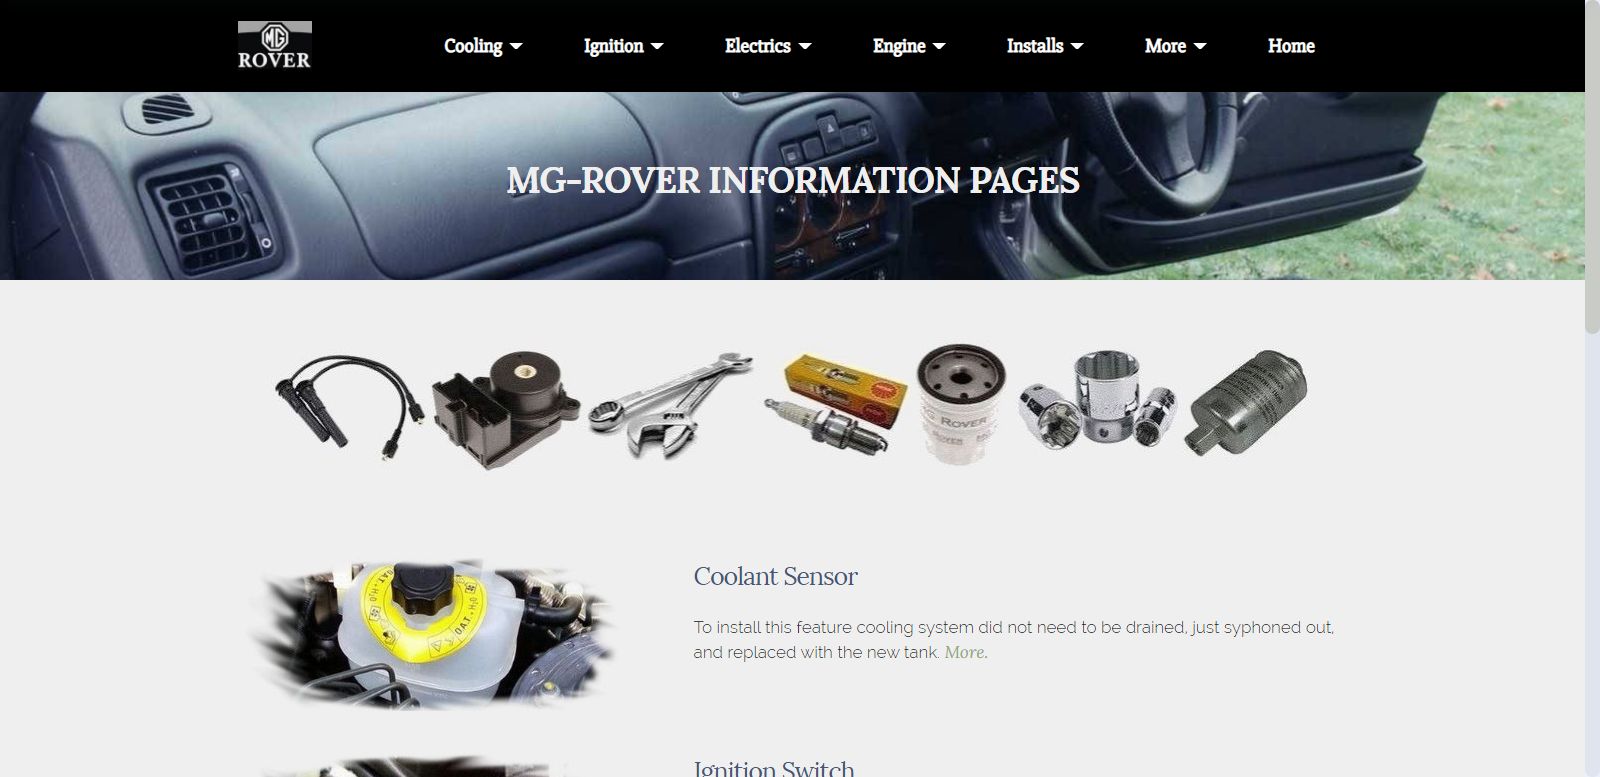 MG
ROVER
Cooling
Ignition
Electrics
Engine
Installs
More
Home
MG-ROVER INFORMATION PAGES
ROVER
Coolant Sensor
To install this feature cooling system did not need to be drained, just syphoned out,
and replaced with the new tank. More.
Ignition Switch